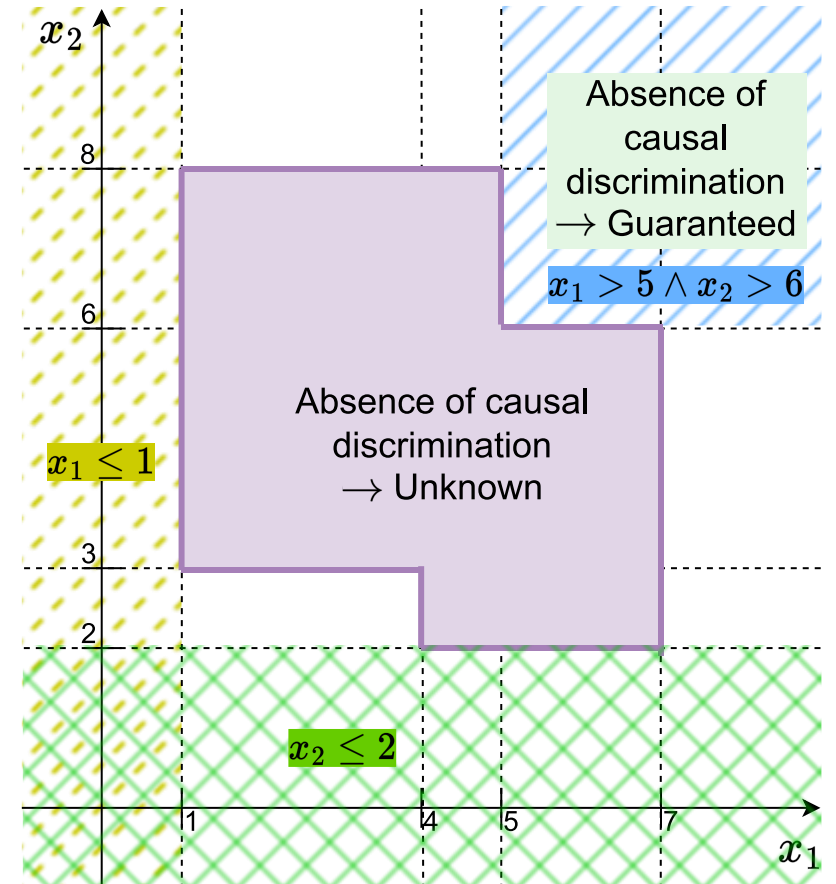 x₂
Absence of
causal
discrimination
→ Guaranteed
x₁ > 5 ∧ x₂ > 6
8
6
Absence of causal
discrimination
→ Unknown
x₁ ≤ 1
3
2
x₂ ≤ 2
1 4 5 7
x₁